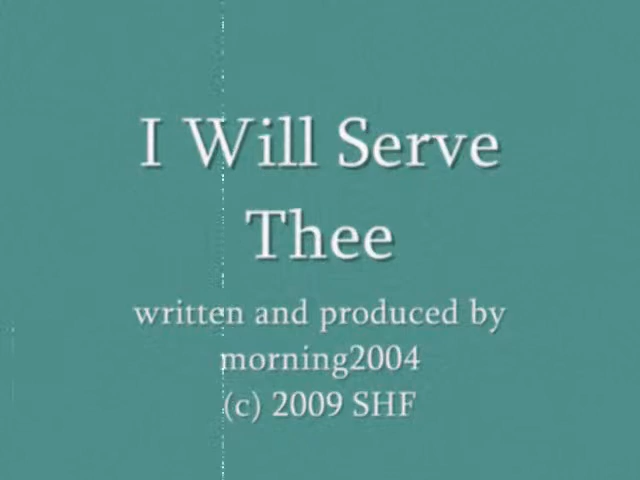 I Will Serve
Thee
written and produced by
morning2004
(c) 2009 SHF